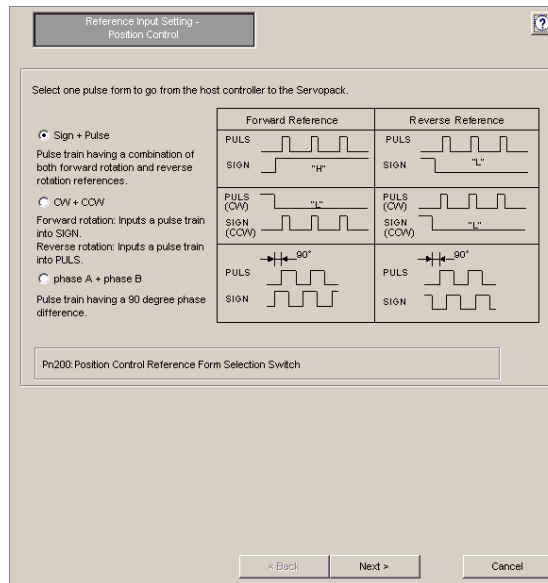 Reference Input Setting -
Position Control
?
Select one pulse form to go from the host controller to the Servopack.
Sign + Pulse
Pulse train having a combination of
both forward rotation and reverse
rotation references.
CW + CCW
Forward rotation: Inputs a pulse train
into SIGN.
Reverse rotation: Inputs a pulse train
into PULS.
phase A + phase B
Pulse train having a 90 degree phase
difference.
Forward Reference
Reverse Reference
PULS
SIGN
"H"
PULS
SIGN
"L"
PULS
(CW)
"L"
SIGN
(CCW)
PULS
(CW)
SIGN
(CCW)
"L"
90°
PULS
SIGN
90°
PULS
SIGN
Pn200:Position Control Reference Form Selection Switch
< Back
Next >
Cancel